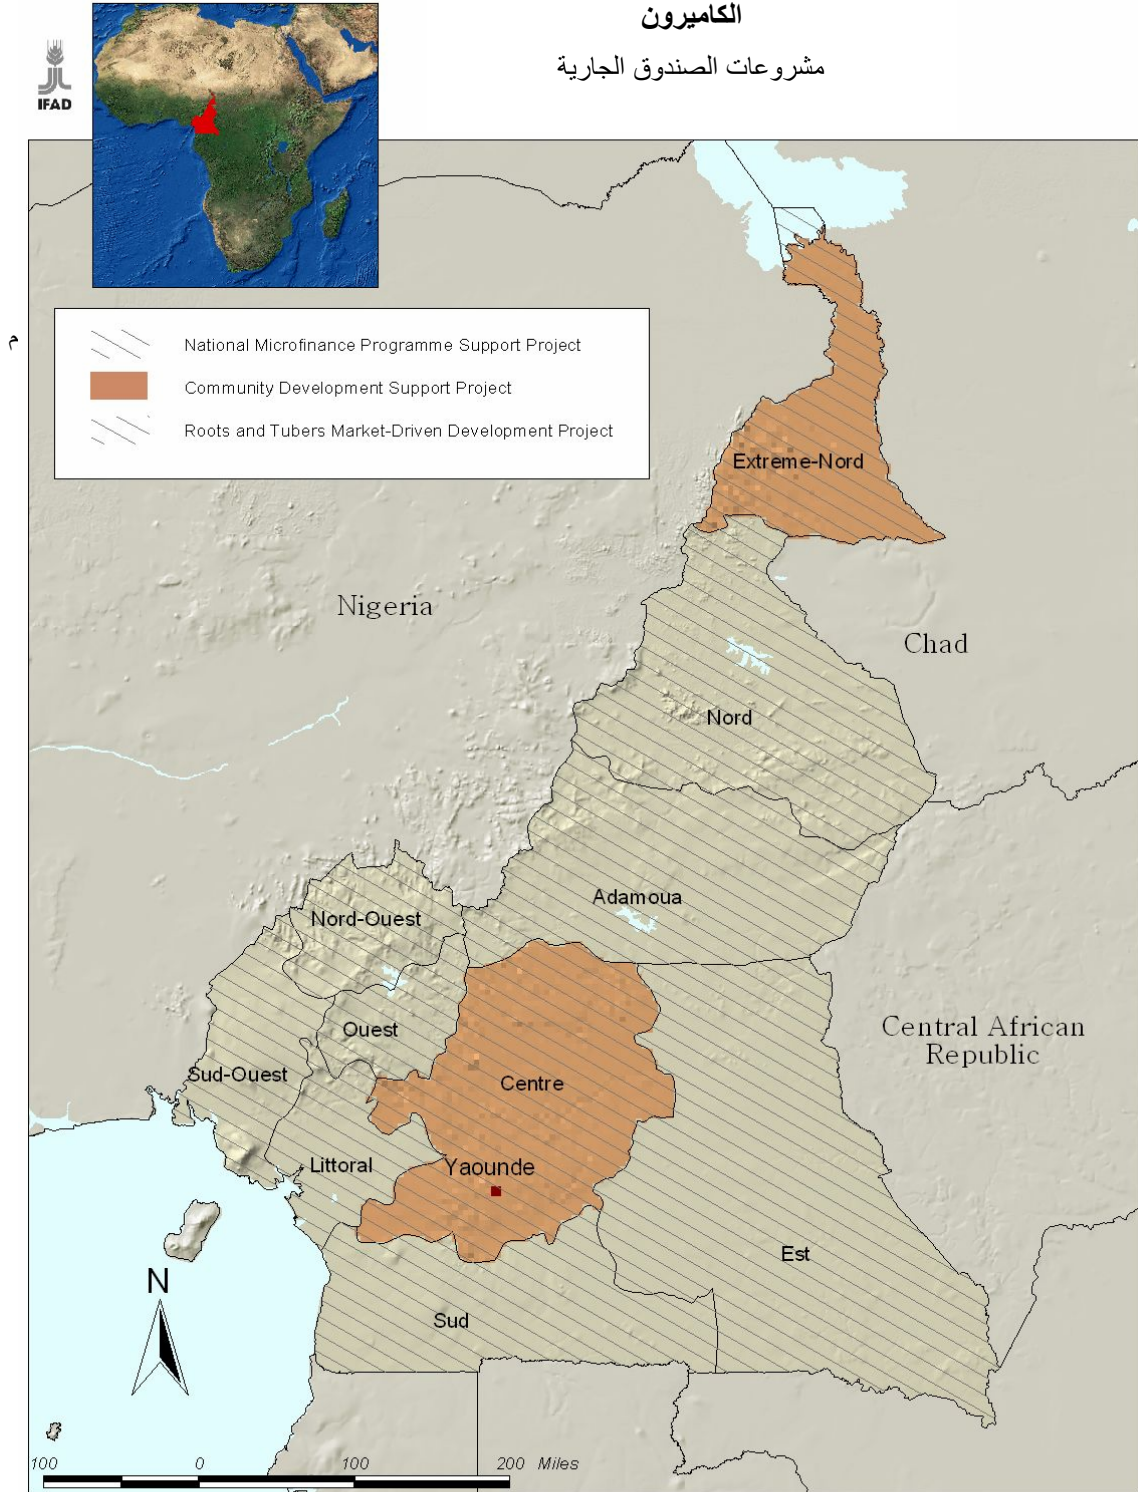 الكاميرون
مشروعات الصندوق الجارية
IFAD
م
National Microfinance Programme Support Project
Community Development Support Project
Roots and Tubers Market-Driven Development Project
Extreme-Nord
Nigeria
Chad
Nord
Adamoua
Nord-Ouest
Ouest
Central African
Republic
Sud-Ouest
Centre
Littoral
Yaounde
Est
N
Sud
100 0 100 200 Miles